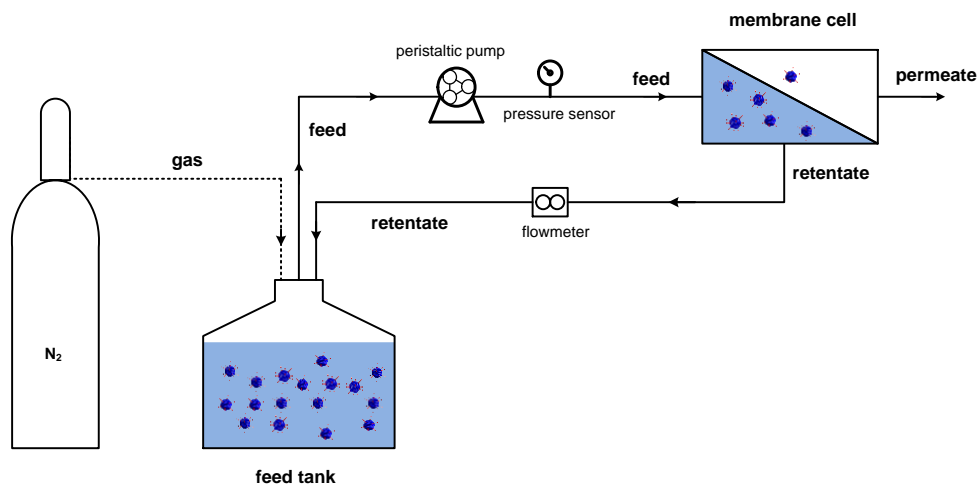 membrane cell
peristaltic pump
feed
permeate
pressure sensor
feed
gas
retentate
retentate
flowmeter
N₂
feed tank